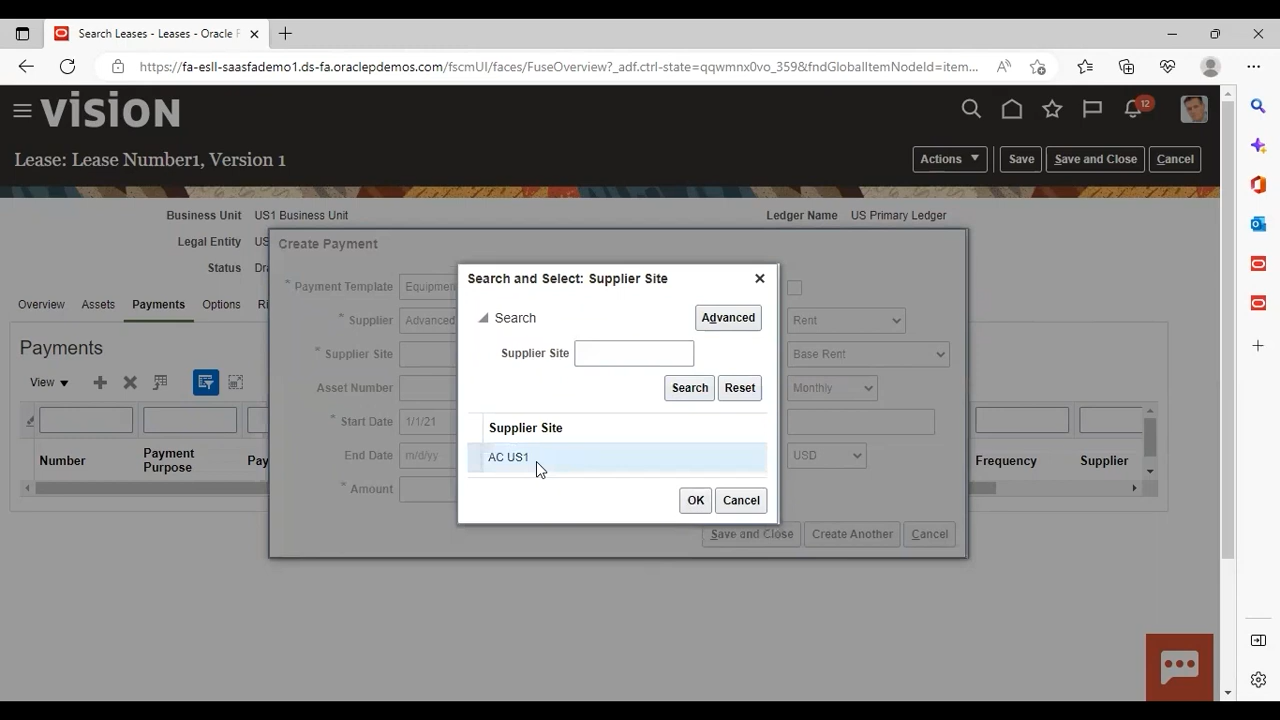 Search Leases - Leases - Oracle F
https://fa-esll-saasfademo1.ds-fa.oraclepdemos.com/fscmUI/faces/FuseOverview?_adf.ctrl-state=qqwmnx0vo_359&fndGlobalItemNodeId=item...
vision
12
Lease: Lease Number1, Version 1
Actions
Save
Save and Close
Cancel
Business Unit US1 Business Unit
Ledger Name US Primary Ledger
Legal Entity US
Status Dra
Overview Assets Payments Options Ri
Payments
View
Number
Payment Purpose
Pay
Frequency
Supplier
Create Payment
* Payment Template Equipmen
* Supplier Advanced
Rent
* Supplier Site
Base Rent
Asset Number
Monthly
* Start Date 1/1/21
End Date m/d/yy
USD
* Amount
Save and Close
Create Another
Cancel
Search and Select: Supplier Site
Search
Advanced
Supplier Site
Search
Reset
Supplier Site
AC US1
OK
Cancel